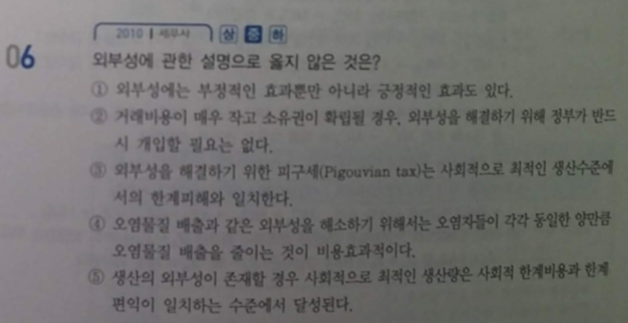 2010 | 세무사 상 중 하
06 외부성에 관한 설명으로 옳지 않은 것은?
① 외부성에는 부정적인 효과뿐만 아니라 긍정적인 효과도 있다.
② 거래비용이 매우 작고 소유권이 확립될 경우, 외부성을 해결하기 위해 정부가 반드
시 개입할 필요는 없다.
③ 외부성을 해결하기 위한 피구세(Pigouvian tax)는 사회적으로 최적인 생산수준에
서의 한계피해와 일치한다.
④ 오염물질 배출과 같은 외부성을 해소하기 위해서는 오염자들이 각각 동일한 양만큼
오염물질 배출을 줄이는 것이 비용효과적이다.
⑤ 생산의 외부성이 존재할 경우 사회적으로 최적인 생산량은 사회적 한계비용과 한계
편익이 일치하는 수준에서 달성된다.